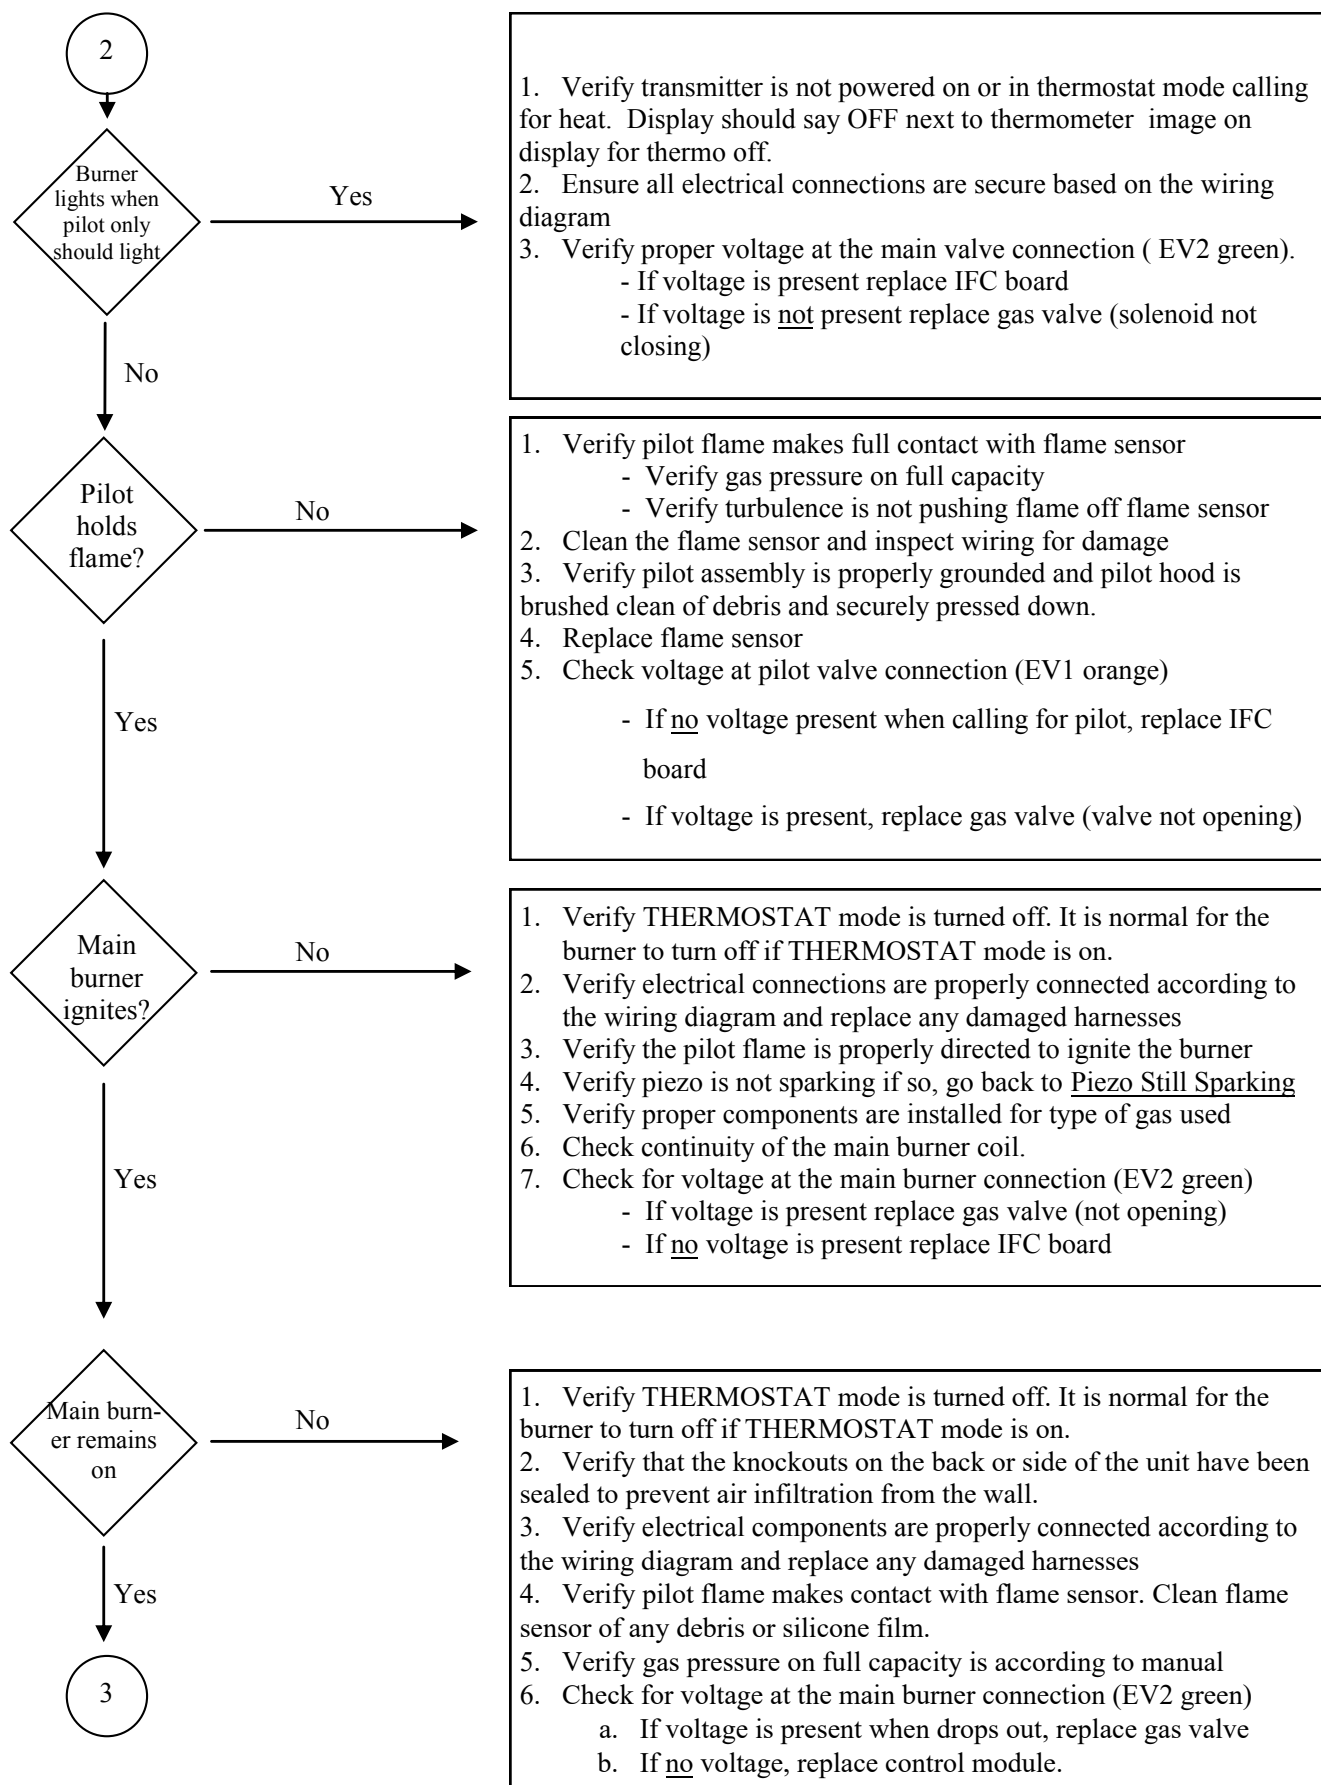 2
Burner
lights when
pilot only
should light
Yes
1. Verify transmitter is not powered on or in thermostat mode calling
for heat. Display should say OFF next to thermometer image on
display for thermo off.
2. Ensure all electrical connections are secure based on the wiring
diagram
3. Verify proper voltage at the main valve connection ( EV2 green).
- If voltage is present replace IFC board
- If voltage is not present replace gas valve (solenoid not
closing)
No
Pilot
holds
flame?
No
1. Verify pilot flame makes full contact with flame sensor
- Verify gas pressure on full capacity
- Verify turbulence is not pushing flame off flame sensor
2. Clean the flame sensor and inspect wiring for damage
3. Verify pilot assembly is properly grounded and pilot hood is
brushed clean of debris and securely pressed down.
4. Replace flame sensor
5. Check voltage at pilot valve connection (EV1 orange)
- If no voltage present when calling for pilot, replace IFC
board
- If voltage is present, replace gas valve (valve not opening)
Yes
Main
burner
ignites?
No
1. Verify THERMOSTAT mode is turned off. It is normal for the
burner to turn off if THERMOSTAT mode is on.
2. Verify electrical connections are properly connected according to
the wiring diagram and replace any damaged harnesses
3. Verify the pilot flame is properly directed to ignite the burner
4. Verify piezo is not sparking if so, go back to Piezo Still Sparking
5. Verify proper components are installed for type of gas used
6. Check continuity of the main burner coil.
7. Check for voltage at the main burner connection (EV2 green)
- If voltage is present replace gas valve (not opening)
- If no voltage is present replace IFC board
Yes
Main burn-
er remains
on
No
1. Verify THERMOSTAT mode is turned off. It is normal for the
burner to turn off if THERMOSTAT mode is on.
2. Verify that the knockouts on the back or side of the unit have been
sealed to prevent air infiltration from the wall.
3. Verify electrical components are properly connected according to
the wiring diagram and replace any damaged harnesses
4. Verify pilot flame makes contact with flame sensor. Clean flame
sensor of any debris or silicone film.
5. Verify gas pressure on full capacity is according to manual
6. Check for voltage at the main burner connection (EV2 green)
a. If voltage is present when drops out, replace gas valve
b. If no voltage, replace control module.
Yes
3